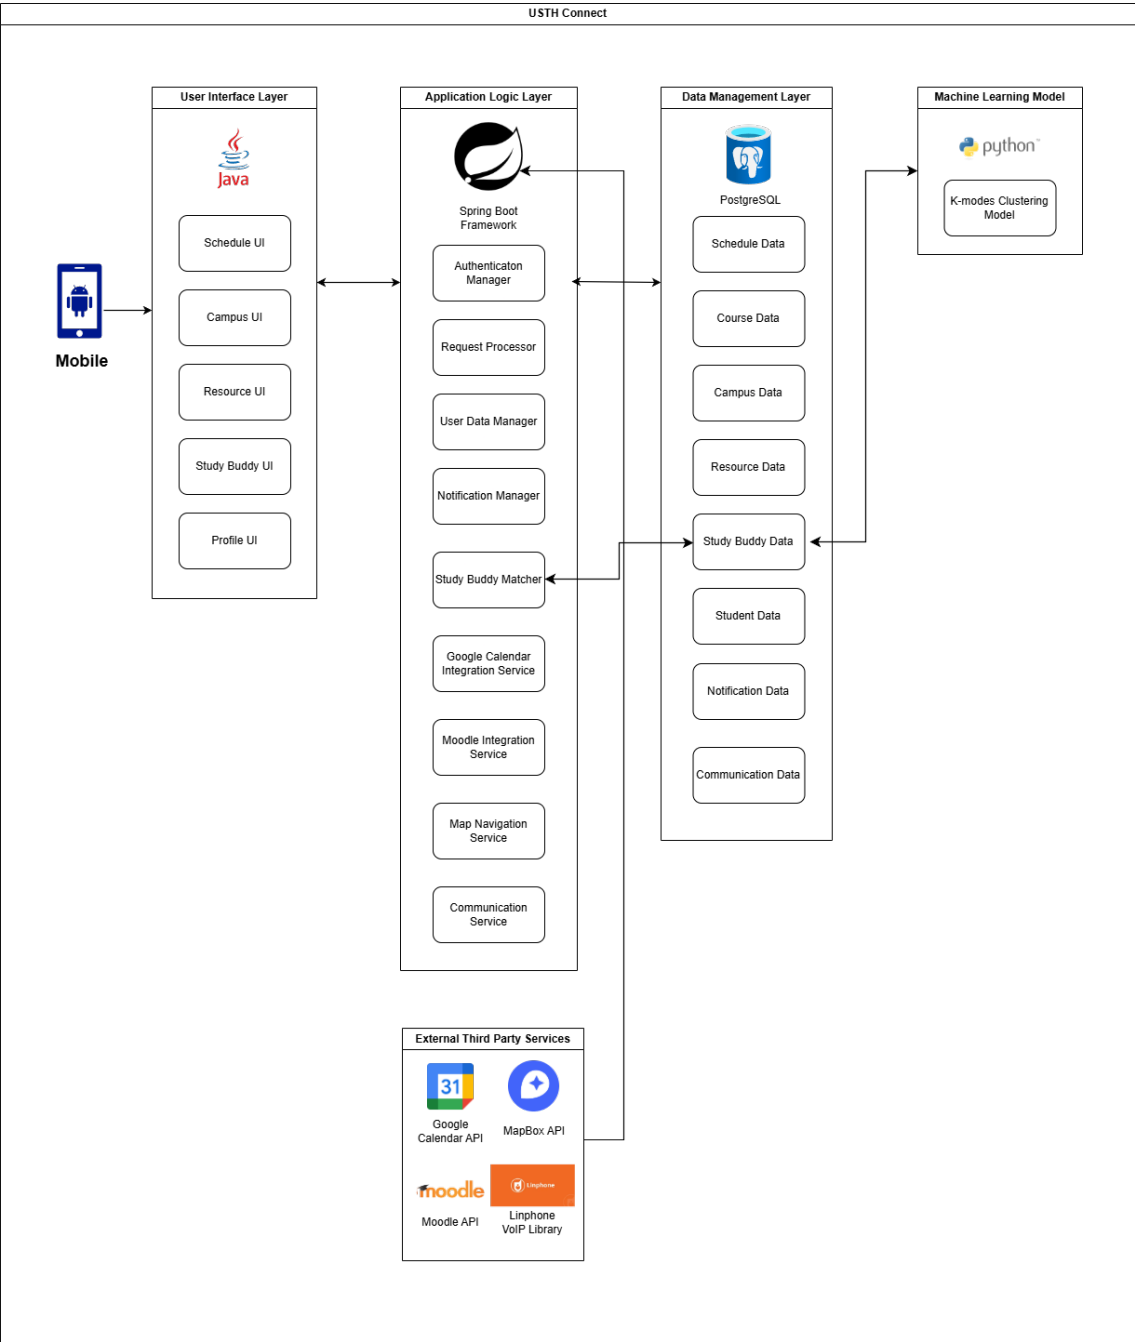 USTH Connect
User Interface Layer
Java
Schedule UI
Campus UI
Resource UI
Study Buddy UI
Profile UI
Mobile
Application Logic Layer
Spring Boot
Framework
Authenticaton
Manager
Request Processor
User Data Manager
Notification Manager
Study Buddy Matcher
Google Calendar
Integration Service
Moodle Integration
Service
Map Navigation
Service
Communication
Service
Data Management Layer
PostgreSQL
Schedule Data
Course Data
Campus Data
Resource Data
Study Buddy Data
Student Data
Notification Data
Communication Data
Machine Learning Model
python™
K-modes Clustering
Model
External Third Party Services
31
Google
Calendar API
MapBox API
moodle
Moodle API
Linphone
Linphone
VoIP Library